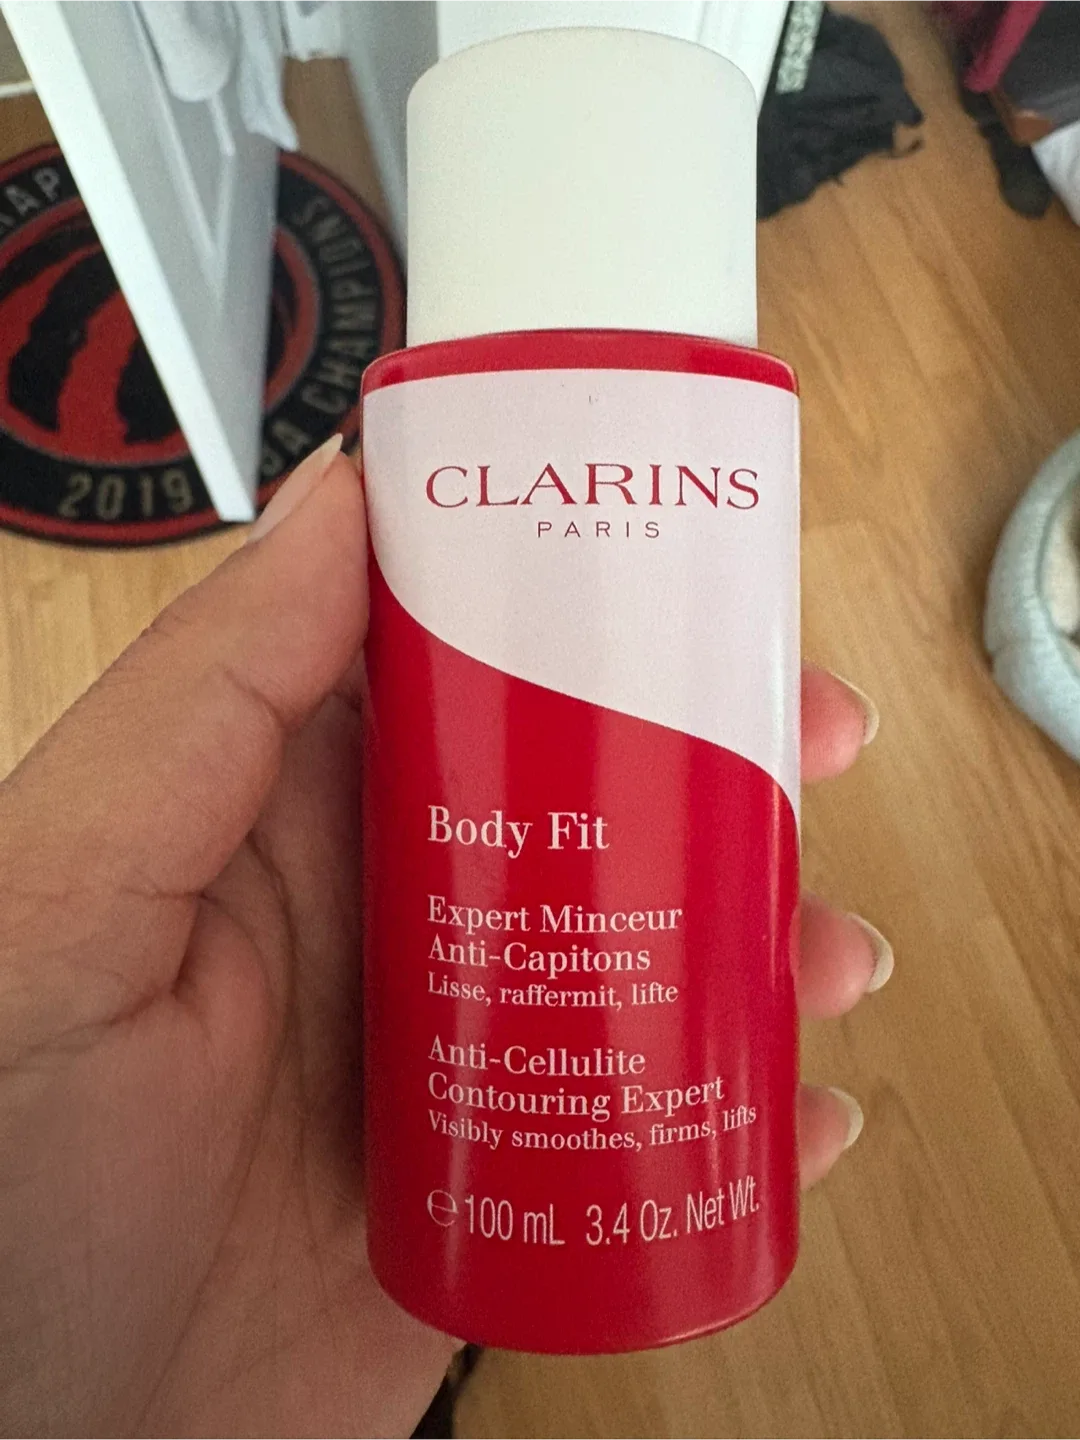 CLARINS
PARIS
Body Fit
Expert Minceur
Anti-Capitons
Lisse, raffermit, lifte
Anti-Cellulite
Contouring Expert
Visibly smoothes, firms, lifts
℮100 mL 3.4 Oz. Net Wt.
CHAMPIONS
2019